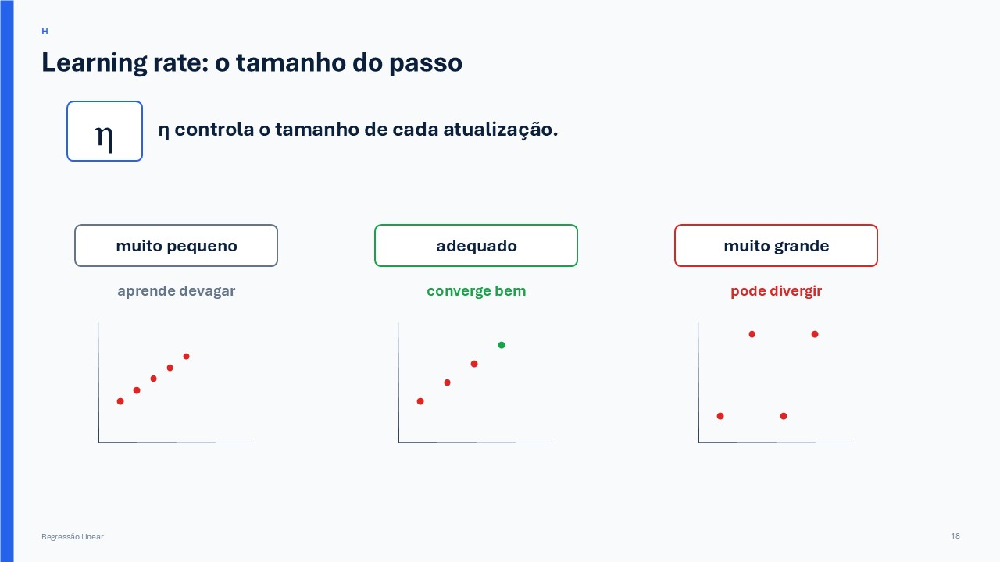 H
Learning rate: o tamanho do passo
η
η controla o tamanho de cada atualização.
muito pequeno
adequado
muito grande
aprende devagar
converge bem
pode divergir
Regressão Linear
18